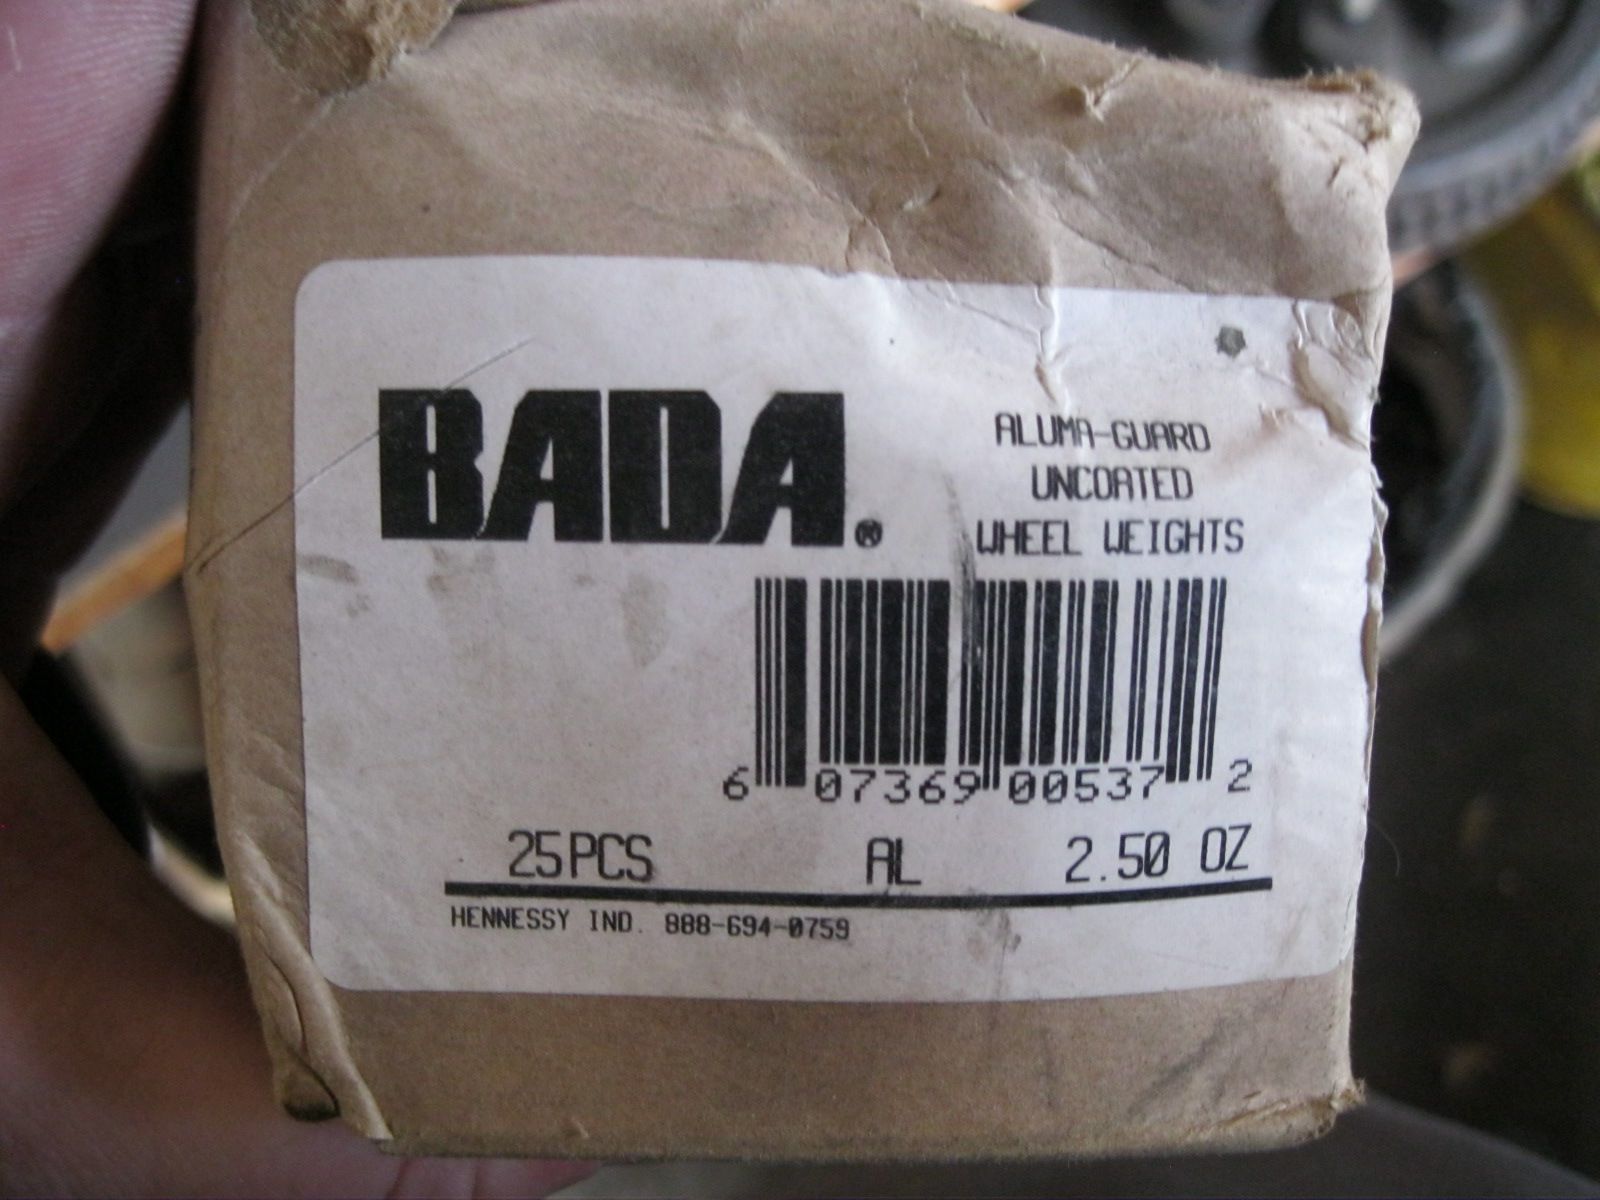 BADA®
ALUMA-GUARD
UNCOATED
WHEEL WEIGHTS
6 07369 00537 2
25PCS AL 2.50 OZ
HENNESSY IND. 888-694-0759